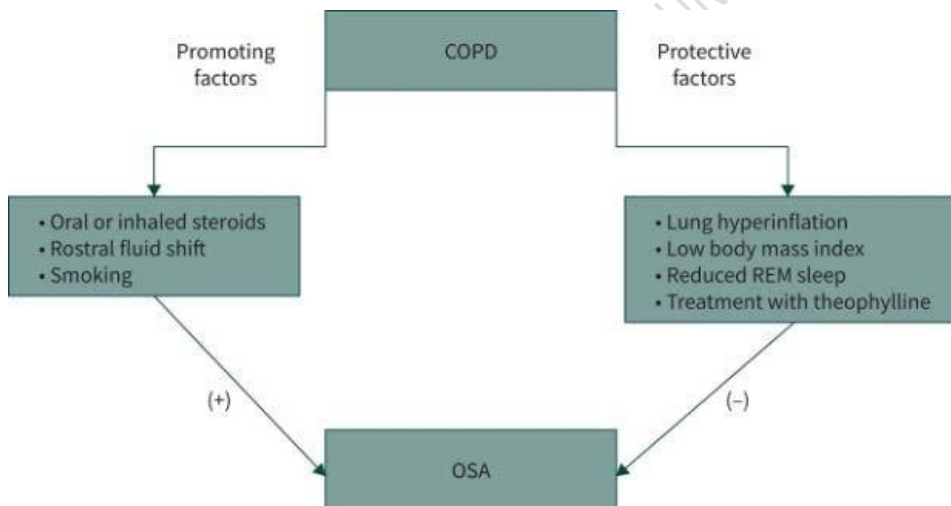 COPD
Promoting
factors
Protective
factors
• Oral or inhaled steroids
• Rostral fluid shift
• Smoking
• Lung hyperinflation
• Low body mass index
• Reduced REM sleep
• Treatment with theophylline
(+)
(–)
OSA